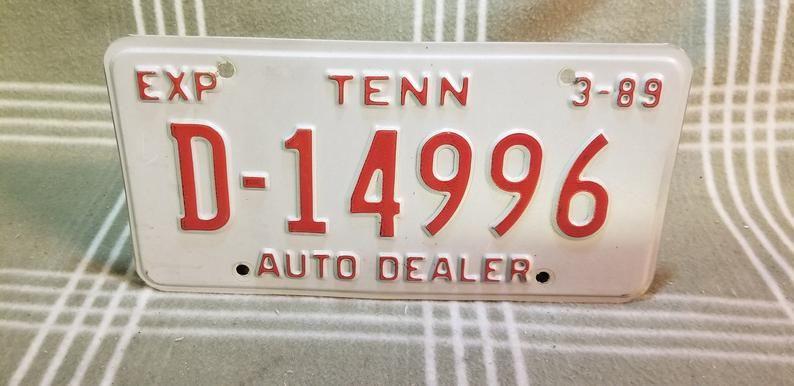 EXP TENN 3-89
D-14996
AUTO DEALER